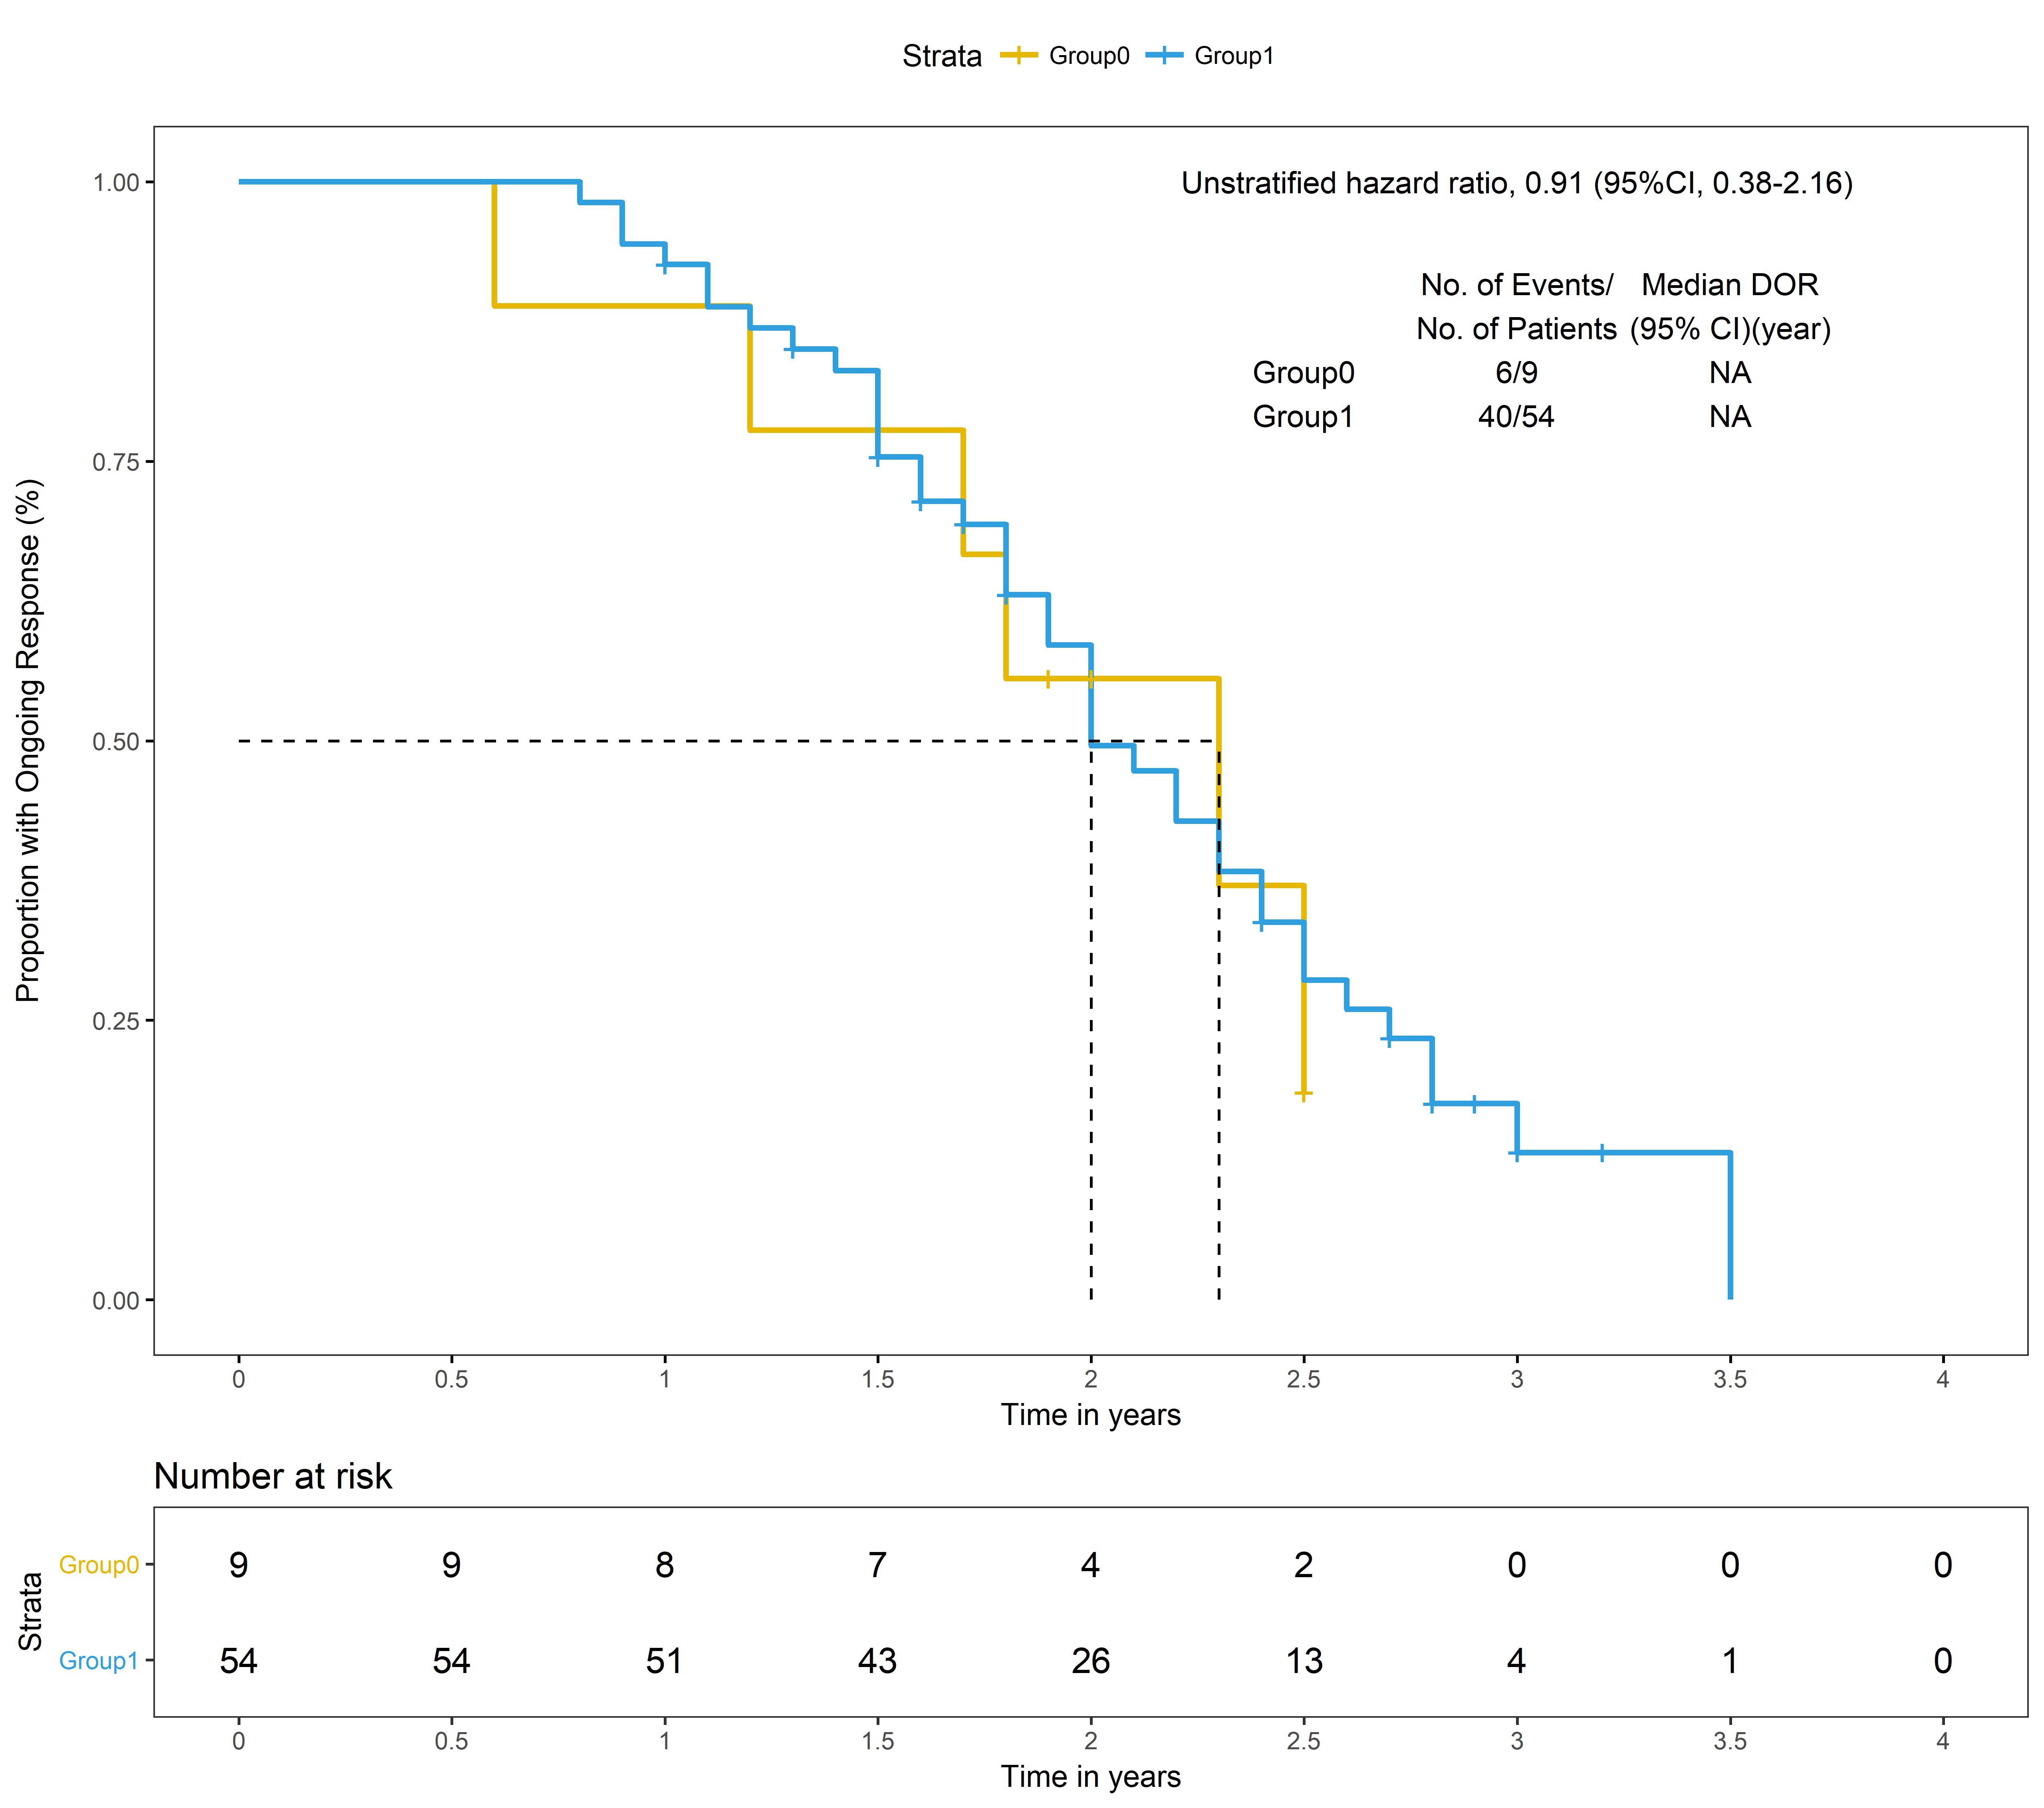 Strata Group0 Group1
Unstratified hazard ratio, 0.91 (95%CI, 0.38-2.16)
No. of Events/ Median DOR
No. of Patients (95% CI)(year)
Group0 6/9 NA
Group1 40/54 NA
Proportion with Ongoing Response (%)
1.00
0.75
0.50
0.25
0.00
0 0.5 1 1.5 2 2.5 3 3.5 4
Time in years
Number at risk
Strata
Group0 9 9 8 7 4 2 0 0 0
Group1 54 54 51 43 26 13 4 1 0
0 0.5 1 1.5 2 2.5 3 3.5 4
Time in years